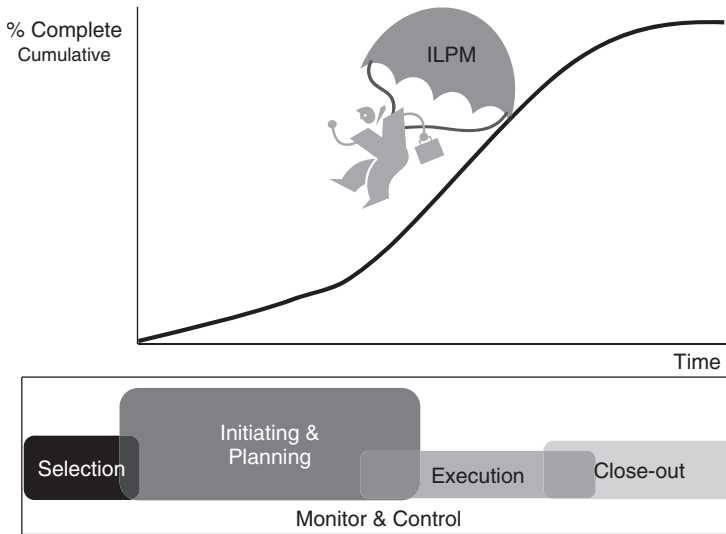 % Complete
Cumulative
ILPM
Time
Initiating &
Planning
Selection
Execution
Close-out
Monitor & Control